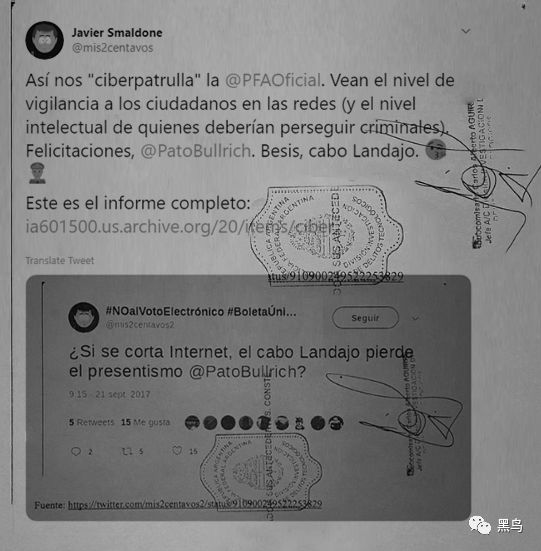 Javier Smaldone
@mis2centavos
Así nos "ciberpatrulla" la @PFAOficial. Vean el nivel de
vigilancia a los ciudadanos en las redes (y el nivel
intelectual de quienes deberían perseguir criminales).
Felicitaciones, @PatoBullrich. Besis, cabo Landajo.
Este es el informe completo:
ia601500.us.archive.org/20/items/ciber
Translate Tweet
tatus/910900249522253829
#NOalVotoElectrónico #BoletaÚni...
@mis2centavos2
Seguir
¿Si se corta Internet, el cabo Landajo pierde
el presentismo @PatoBullrich?
9:15 - 21 sept. 2017
5 Retweets 15 Me gusta
2 5 15
Fuente: https://twitter.com/mis2centavos2/status/910900249522253829
黑鸟